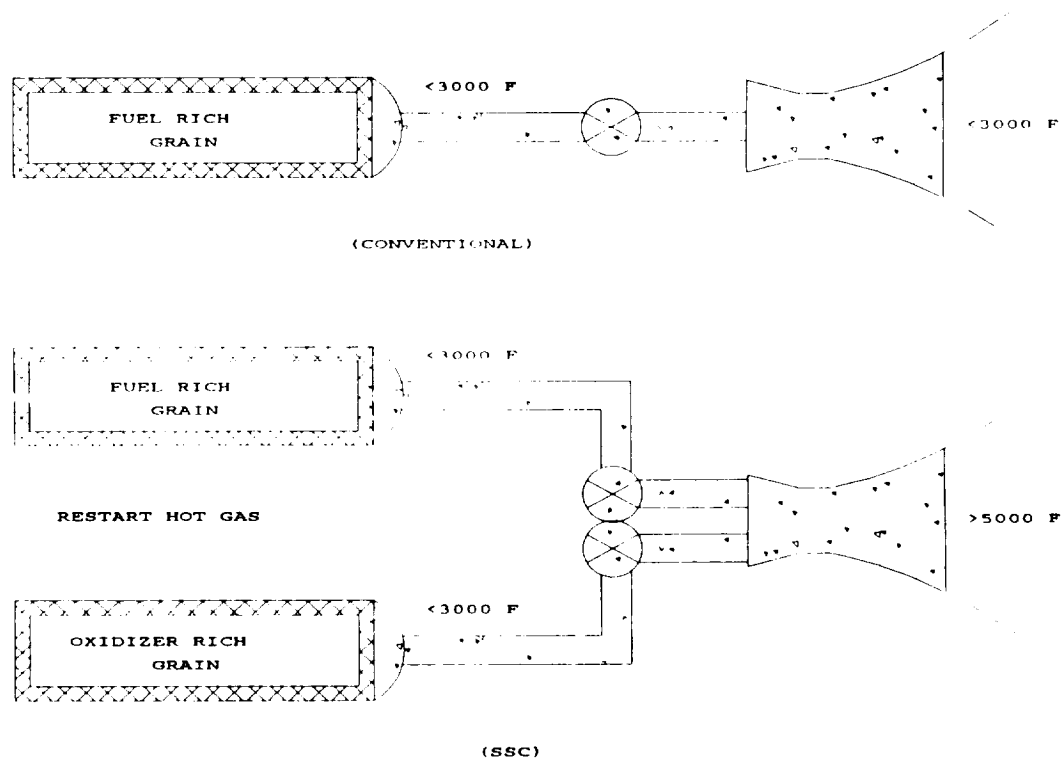 <3000 F
FUEL RICH
GRAIN
<3000 F
(CONVENTIONAL)
<3000 F
FUEL RICH
GRAIN
RESTART HOT GAS
>5000 F
<3000 F
OXIDIZER RICH
GRAIN
(SSC)